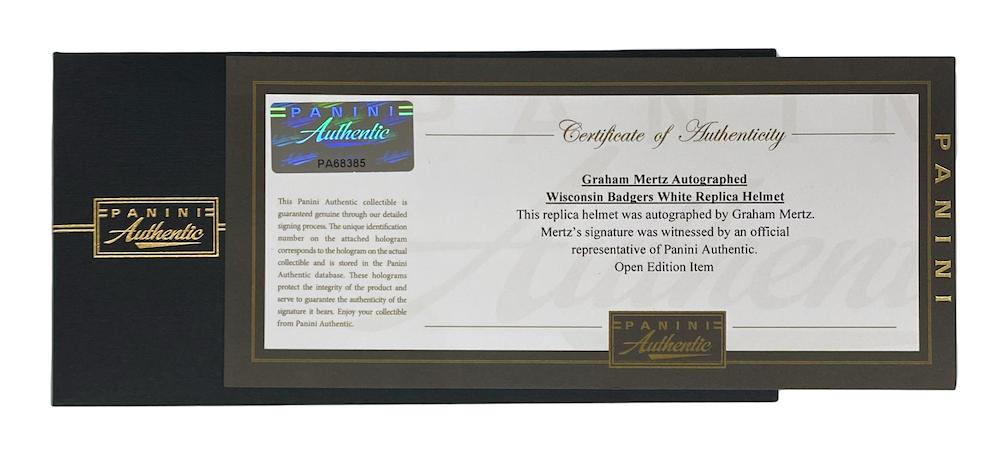 PANINI
Authentic
PANINI
Authentic
PA68385
This Panini Authentic collectible is
guaranteed genuine through our detailed
signing process. The unique identification
number on the attached hologram
corresponds to the hologram on the actual
collectible and is stored in the Panini
Authentic database. These holograms
protect the integrity of the product and
serve to guarantee the authenticity of the
signature it bears. Enjoy your collectible
from Panini Authentic.
Certificate of Authenticity
Graham Mertz Autographed
Wisconsin Badgers White Replica Helmet
This replica helmet was autographed by Graham Mertz.
Mertz's signature was witnessed by an official
representative of Panini Authentic.
Open Edition Item
PANINI
Authentic
PANINI